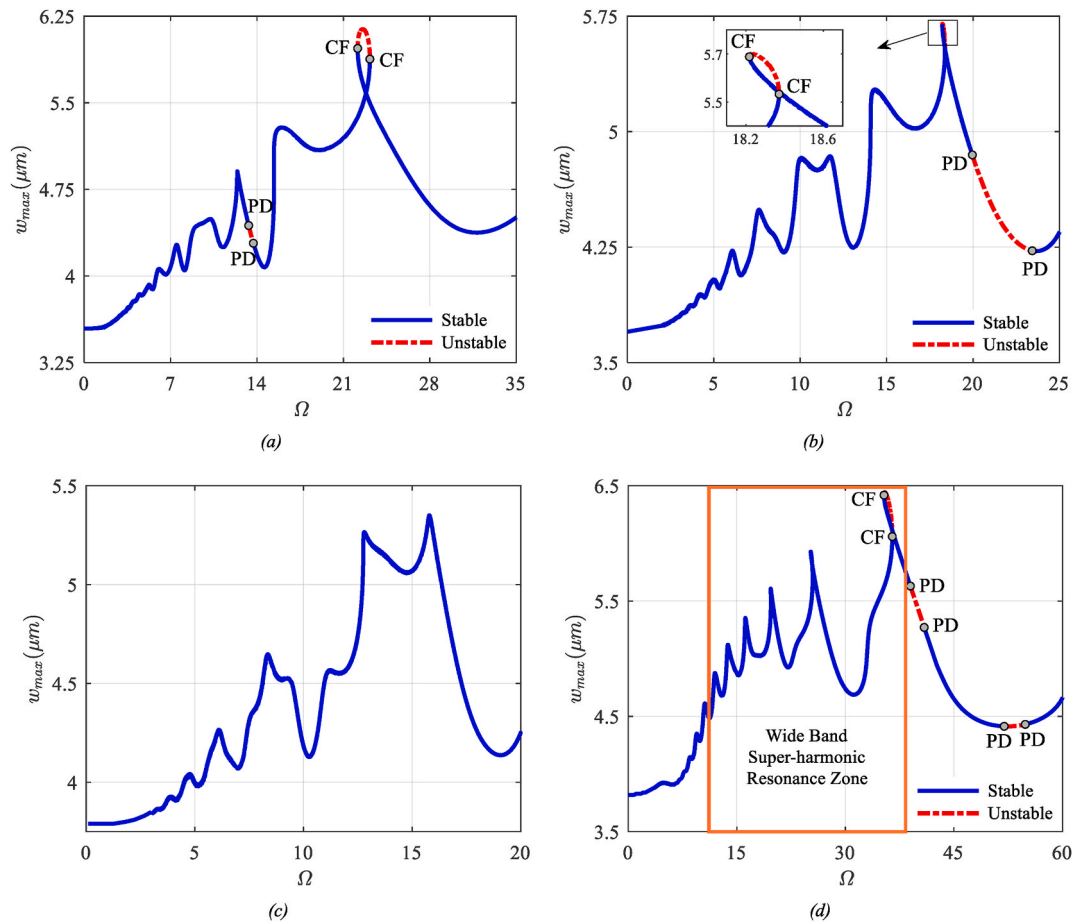 6.25
5.5
4.75
4
3.25
w_max (μm)
CF
CF
PD
PD
Stable
Unstable
0
7
14
21
28
35
Ω
(a)
5.75
5
4.25
3.5
w_max (μm)
5.7
5.5
CF
CF
18.2
18.6
PD
PD
Stable
Unstable
0
5
10
15
20
25
Ω
(b)
5.5
5
4.5
4
w_max (μm)
0
5
10
15
20
Ω
(c)
6.5
5.5
4.5
3.5
w_max (μm)
CF
CF
PD
PD
PD PD
Wide Band
Super-harmonic
Resonance Zone
Stable
Unstable
0
15
30
45
60
Ω
(d)